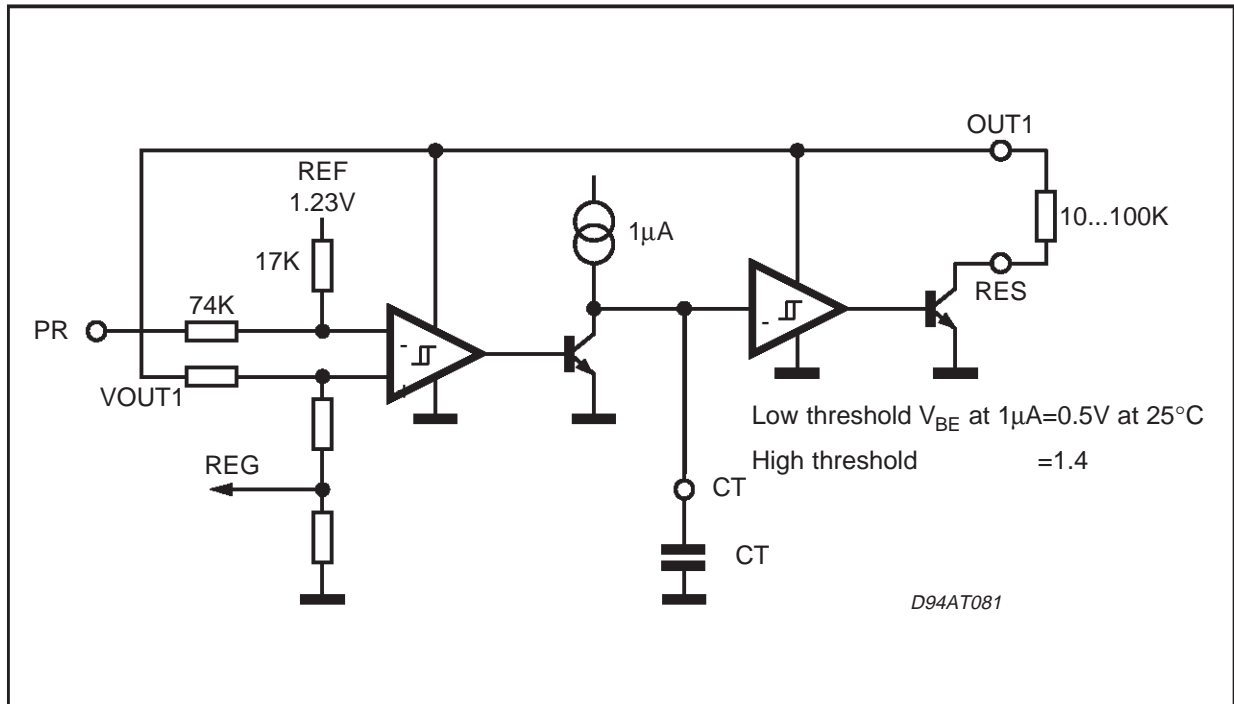 OUT1
REF
1.23V
1µA
10...100K
17K
RES
74K
PR
-
-
+
VOUT1
Low threshold VBE at 1µA=0.5V at 25°C
REG
High threshold =1.4
CT
CT
D94AT081